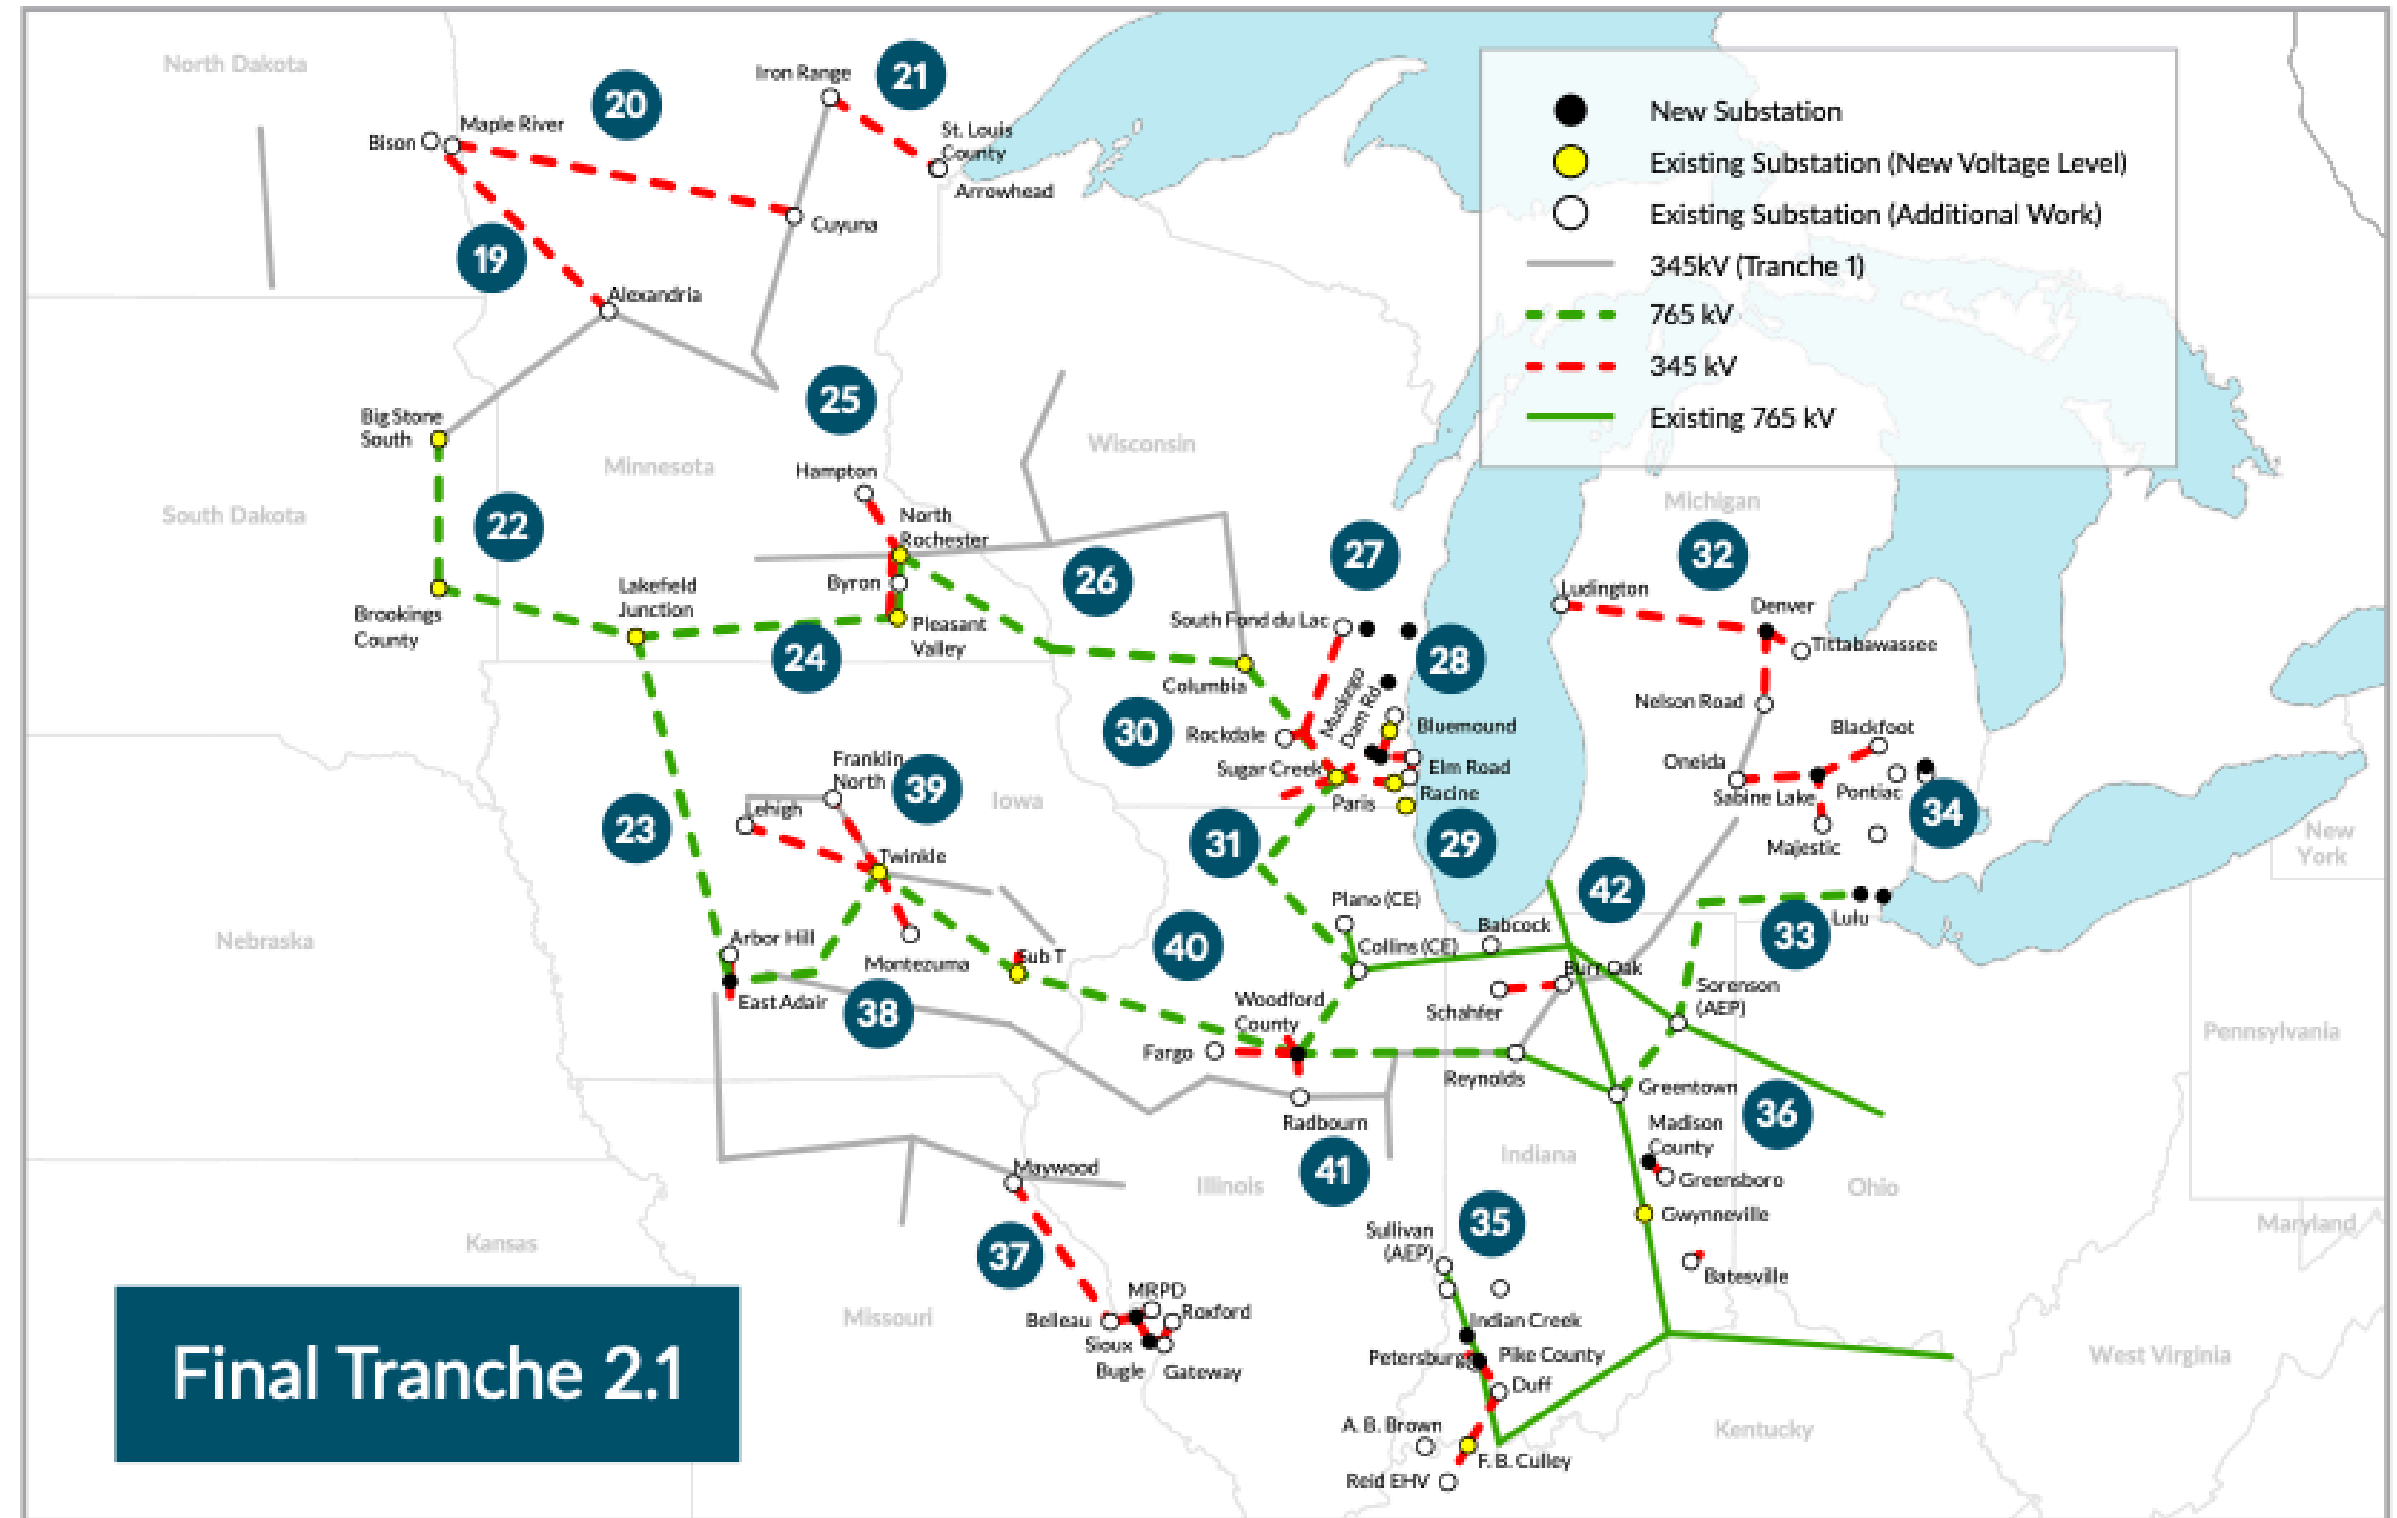 North Dakota
20
Iron Range
21
Bison
Maple River
St. Louis
County
Arrowhead
Cuyuna
19
Alexandria
New Substation
Existing Substation (New Voltage Level)
Existing Substation (Additional Work)
345kV (Tranche 1)
765 kV
345 kV
Existing 765 kV
25
Big Stone
South
Minnesota
Wisconsin
Hampton
South Dakota
22
North
Rochester
Byron
26
27
Michigan
32
Lakefield
Junction
Brookings
County
24
Pleasant
Valley
South Fond du Lac
28
Columbia
Ludington
Denver
Tittabawassee
Nelson Road
30
Rockdale
Muskego
Dam Rd
Bluemound
Sugar Creek
Elm Road
Paris
Racine
Blackfoot
Oneida
Sabine Lake
Pontiac
34
Majestic
New
York
Franklin
North
39
Lehigh
Iowa
23
31
29
Twinkle
Plano (CE)
42
Babcock
Lulu
33
Nebraska
Arbor Hill
Montezuma
Sub T
40
Collins (CE)
Burr Oak
East Adair
38
Woodford
County
Schahfer
Sorenson
(AEP)
Pennsylvania
Fargo
Reynolds
Greentown
Radbourn
36
Madison
County
Maywood
Illinois
41
Indiana
Greensboro
Ohio
Kansas
37
Sullivan
(AEP)
35
Gwynneville
Maryland
Batesville
Missouri
MRPD
Belleau
Roxford
Sioux
Bugle
Gateway
Indian Creek
Petersburg
Pike County
Duff
West Virginia
A. B. Brown
F. B. Culley
Kentucky
Reid EHV
Final Tranche 2.1